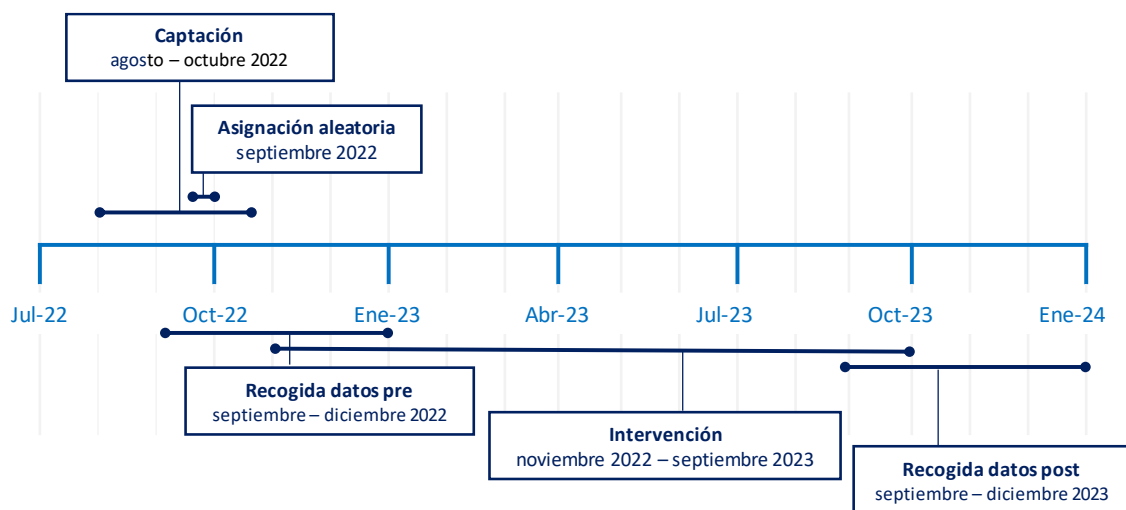 Captación
agosto – octubre 2022
Asignación aleatoria
septiembre 2022
Jul-22
Oct-22
Ene-23
Abr-23
Jul-23
Oct-23
Ene-24
Recogida datos pre
septiembre – diciembre 2022
Intervención
noviembre 2022 – septiembre 2023
Recogida datos post
septiembre – diciembre 2023